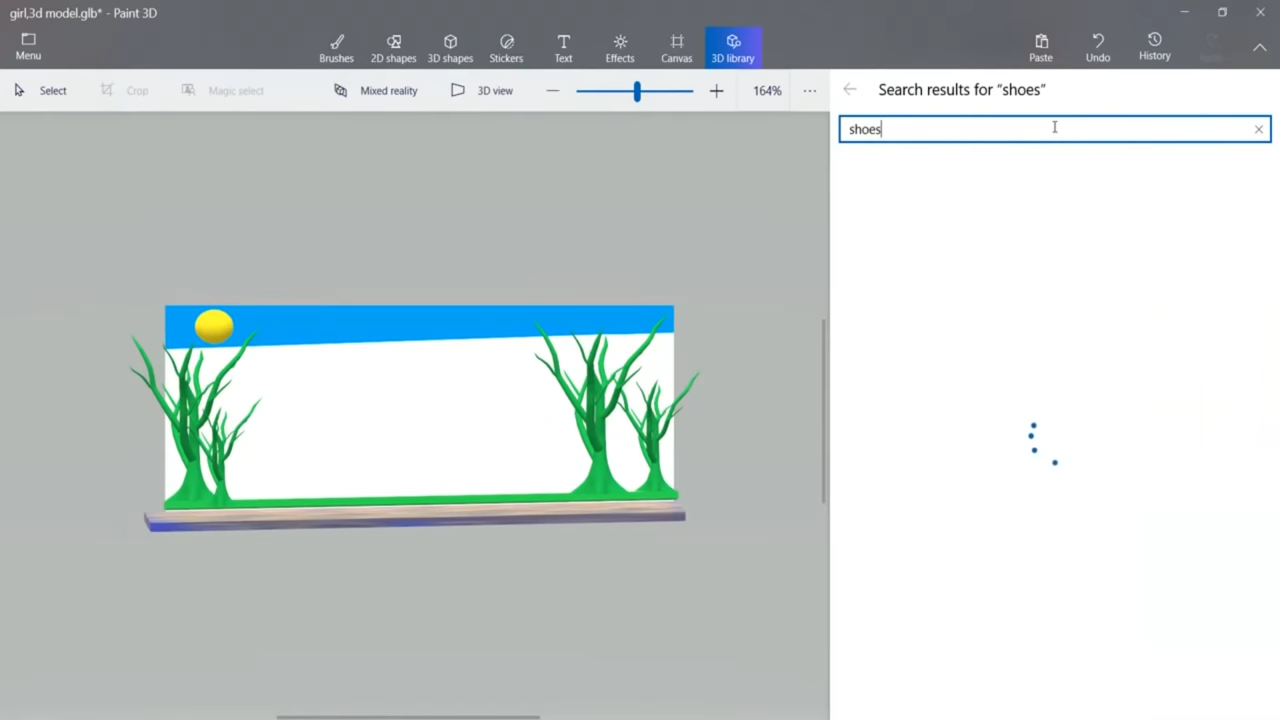 girl,3d model.glb* - Paint 3D
Menu
Brushes
2D shapes
3D shapes
Stickers
Text
Effects
Canvas
3D library
Paste
Undo
History
Select
Crop
Magic select
Mixed reality
3D view
164%
Search results for "shoes"
shoes